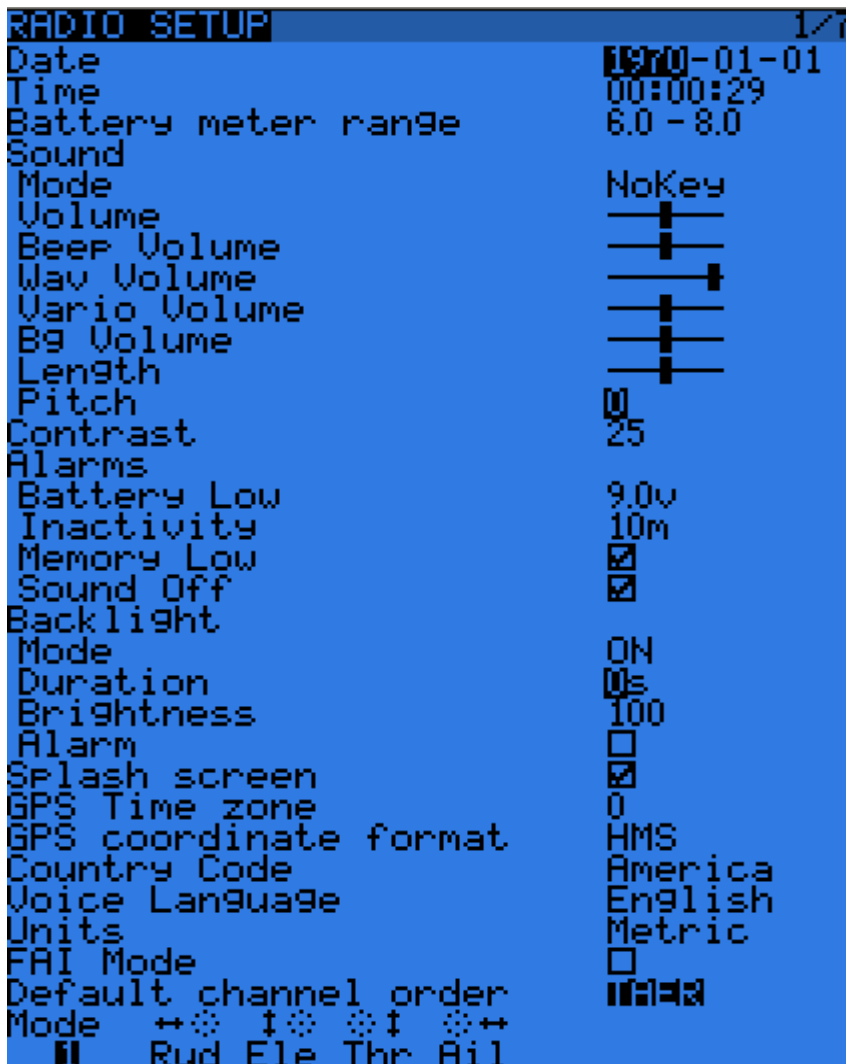 RADIO SETUP 1/7
Date 1970-01-01
Time 00:00:29
Battery meter range 6.0 - 8.0
Sound
Mode NoKey
Volume
Beep Volume
Wav Volume
Vario Volume
Bg Volume
Length
Pitch 0
Contrast 25
Alarms
Battery Low 9.0v
Inactivity 10m
Memory Low
Sound Off
Backlight
Mode ON
Duration 0s
Brightness 100
Alarm
Splash screen
GPS Time zone 0
GPS coordinate format HMS
Country Code America
Voice Language English
Units Metric
FAI Mode
Default channel order TAER
Mode
1 Rud Ele Thr Ail